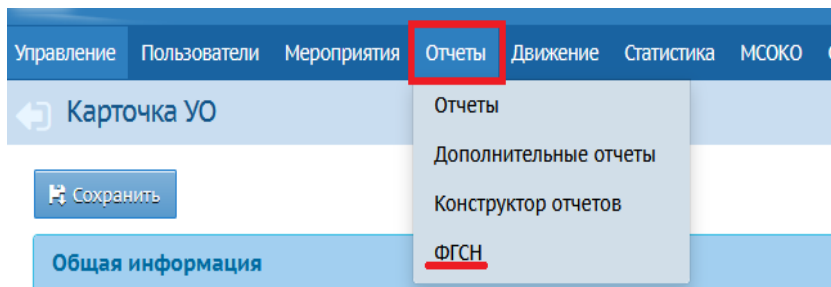 Управление Пользователи Мероприятия Отчеты Движение Статистика МСОКО
Карточка УО
Отчеты
Дополнительные отчеты
Сохранить
Конструктор отчетов
ФГСН
Общая информация